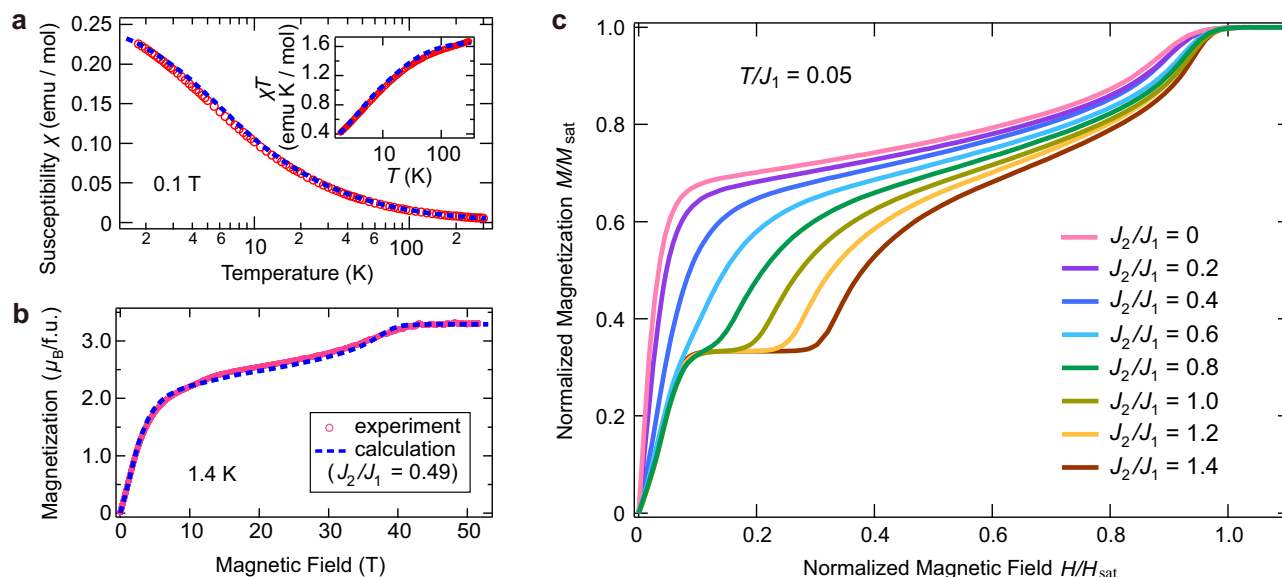 a
Susceptibility χ (emu / mol)
0.25
0.20
0.15
0.10
0.05
0
0.1 T
2
4
6
10
2
4
6
100
2
Temperature (K)
χT
(emu K / mol)
1.6
1.2
0.8
0.4
10
100
T (K)
b
Magnetization (μB/f.u.)
3.0
2.0
1.0
0
1.4 K
experiment
calculation
(J2/J1 = 0.49)
0
10
20
30
40
50
Magnetic Field (T)
c
Normalized Magnetization M/Msat
1.0
0.8
0.6
0.4
0.2
0
T/J1 = 0.05
J2/J1 = 0
J2/J1 = 0.2
J2/J1 = 0.4
J2/J1 = 0.6
J2/J1 = 0.8
J2/J1 = 1.0
J2/J1 = 1.2
J2/J1 = 1.4
0
0.2
0.4
0.6
0.8
1.0
Normalized Magnetic Field H/Hsat